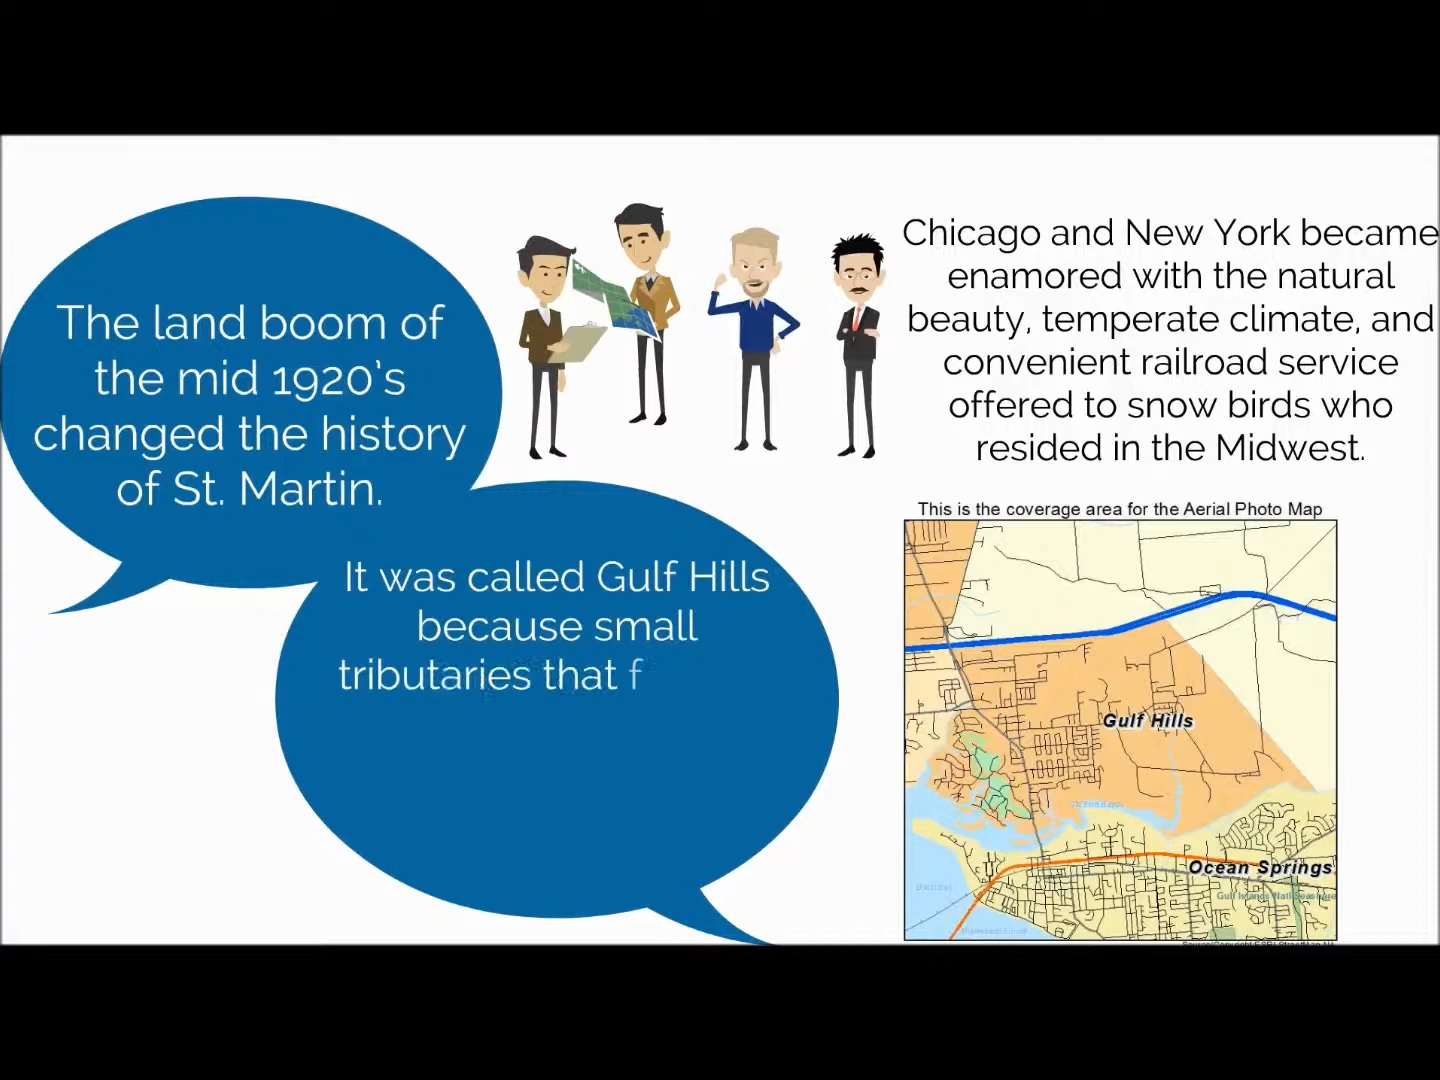 The land boom of
the mid 1920's
changed the history
of St. Martin.
It was called Gulf Hills
because small
tributaries that f
Chicago and New York became
enamored with the natural
beauty, temperate climate, and
convenient railroad service
offered to snow birds who
resided in the Midwest.
This is the coverage area for the Aerial Photo Map
Gulf Hills
Ocean Springs